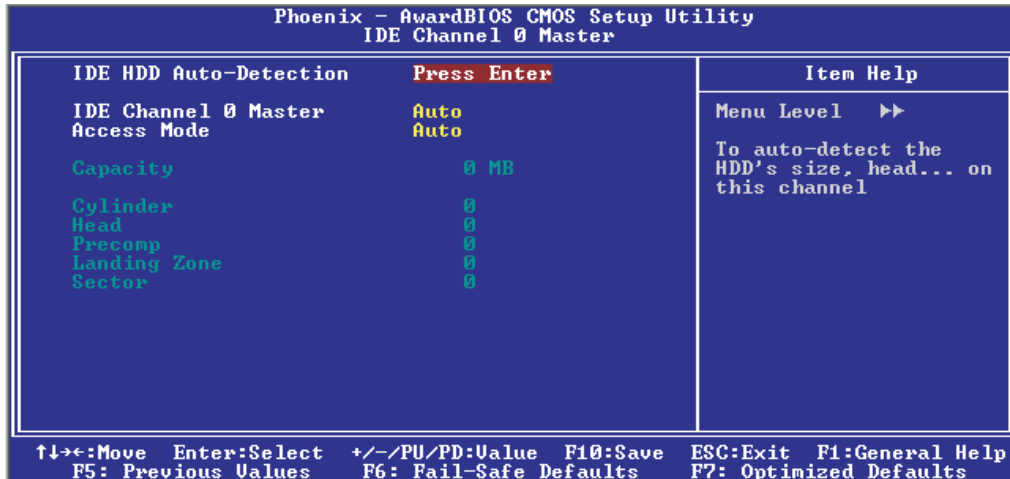 Phoenix - AwardBIOS CMOS Setup Utility
IDE Channel 0 Master
IDE HDD Auto-Detection Press Enter
IDE Channel 0 Master Auto
Access Mode Auto
Capacity 0 MB
Cylinder 0
Head 0
Precomp 0
Landing Zone 0
Sector 0
Item Help
Menu Level ▸▸
To auto-detect the
HDD's size, head... on
this channel
↑↓→←:Move Enter:Select +/-/PU/PD:Value F10:Save ESC:Exit F1:General Help
F5: Previous Values F6: Fail-Safe Defaults F7: Optimized Defaults